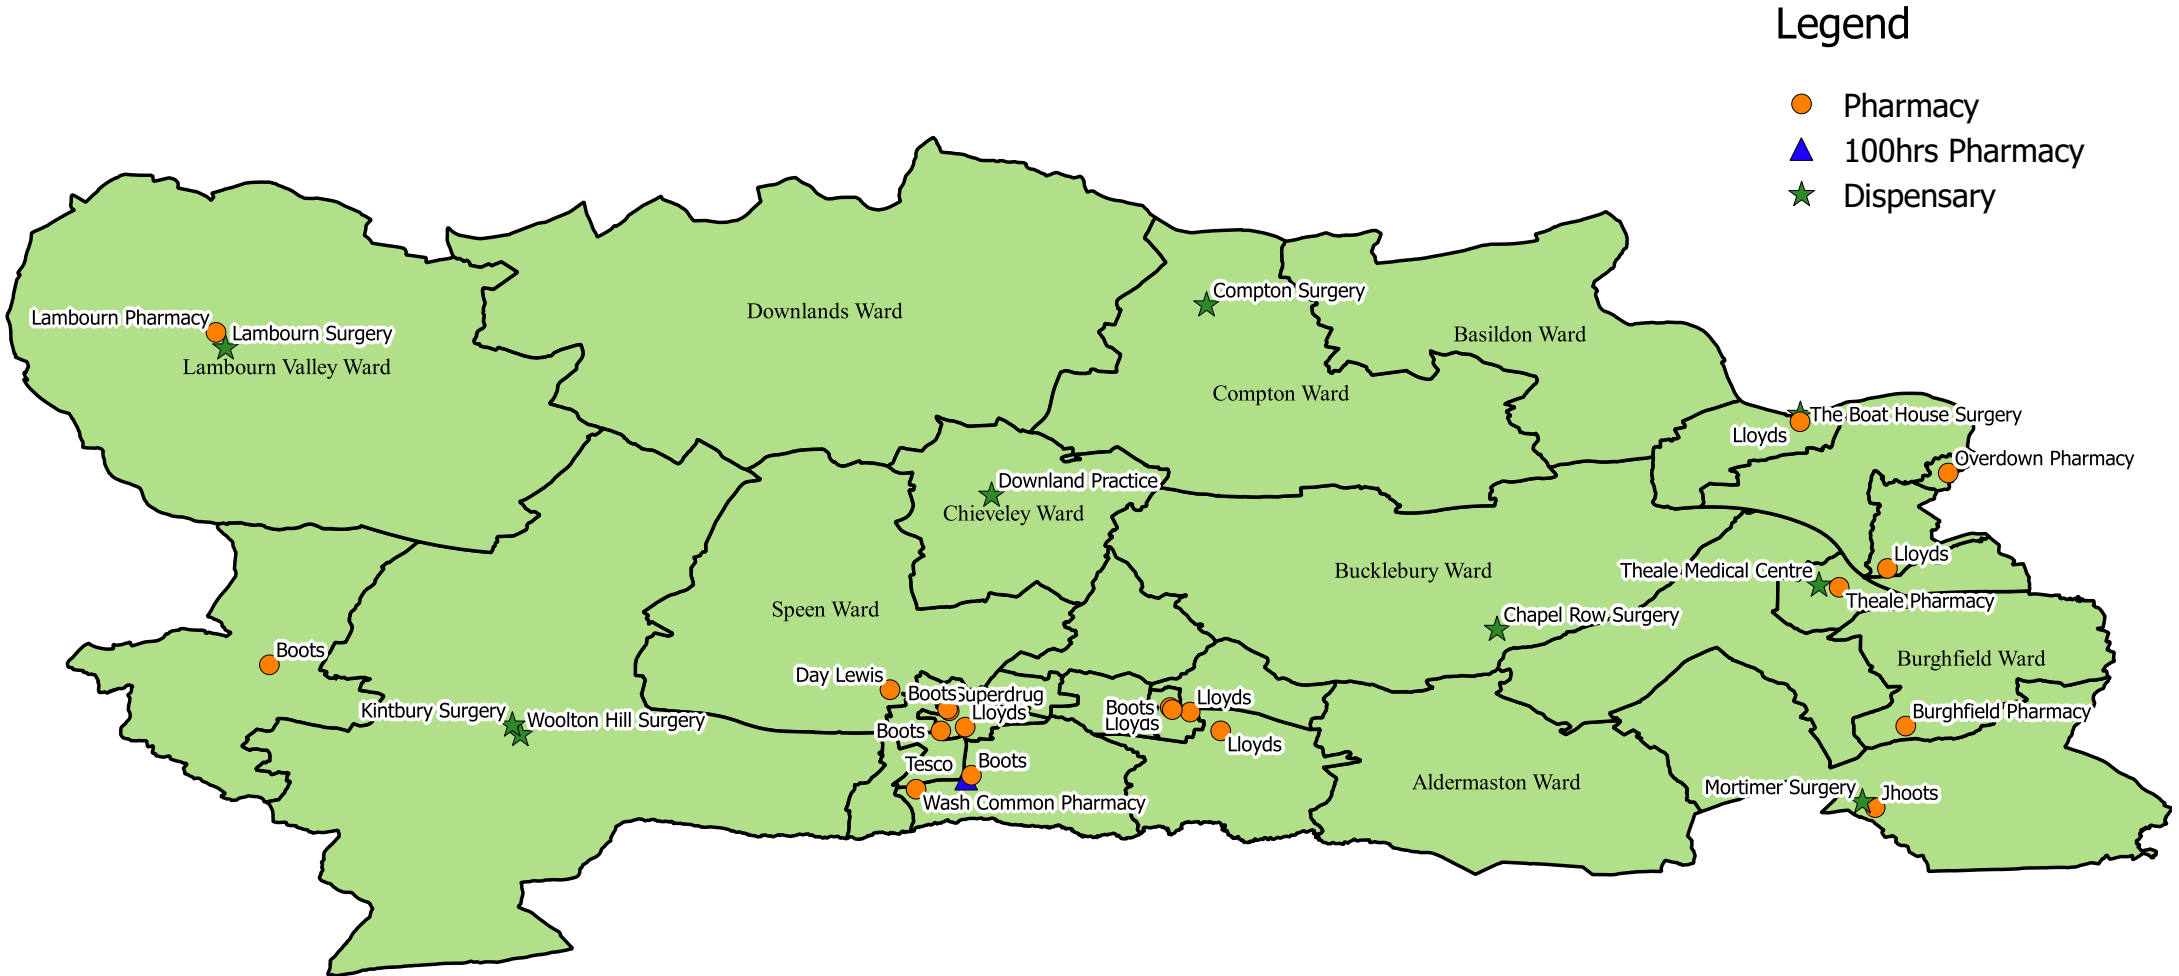 Legend
Pharmacy
100hrs Pharmacy
Dispensary
Compton Surgery
Downlands Ward
Lambourn Pharmacy
Lambourn Surgery
Basildon Ward
Lambourn Valley Ward
Compton Ward
The Boat House Surgery
Lloyds
Overdown Pharmacy
Downland Practice
Chieveley Ward
Lloyds
Bucklebury Ward
Theale Medical Centre
Theale Pharmacy
Speen Ward
Chapel Row Surgery
Boots
Burghfield Ward
Day Lewis
Boots
Superdrug
Lloyds
Boots
Lloyds
Lloyds
Kintbury Surgery
Woolton Hill Surgery
Boots
Burghfield Pharmacy
Lloyds
Tesco
Boots
Aldermaston Ward
Mortimer Surgery
Jhoots
Wash Common Pharmacy